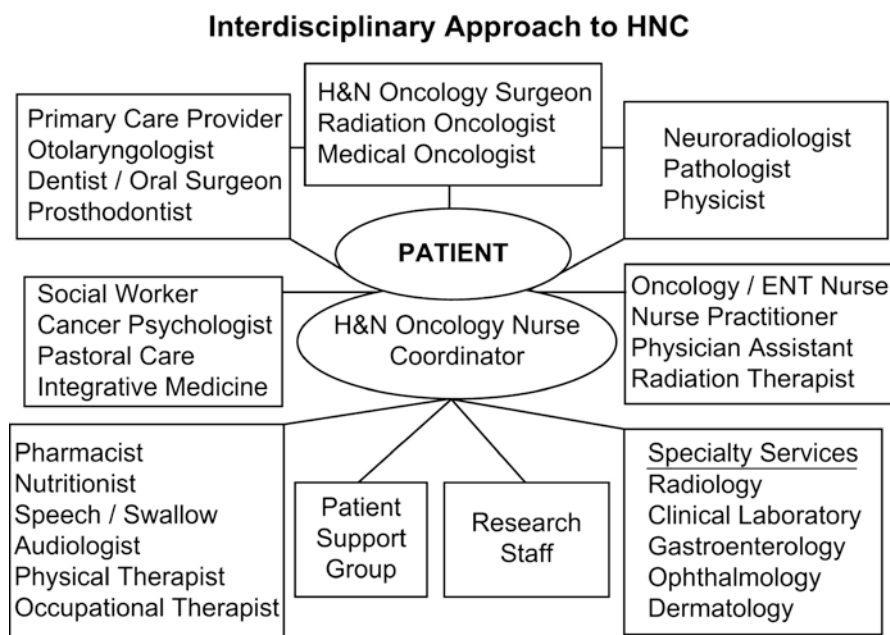 Interdisciplinary Approach to HNC
Primary Care Provider
Otolaryngologist
Dentist / Oral Surgeon
Prosthodontist
H&N Oncology Surgeon
Radiation Oncologist
Medical Oncologist
Neuroradiologist
Pathologist
Physicist
PATIENT
Social Worker
Cancer Psychologist
Pastoral Care
Integrative Medicine
H&N Oncology Nurse
Coordinator
Oncology / ENT Nurse
Nurse Practitioner
Physician Assistant
Radiation Therapist
Pharmacist
Nutritionist
Speech / Swallow
Audiologist
Physical Therapist
Occupational Therapist
Patient
Support
Group
Research
Staff
Specialty Services
Radiology
Clinical Laboratory
Gastroenterology
Ophthalmology
Dermatology